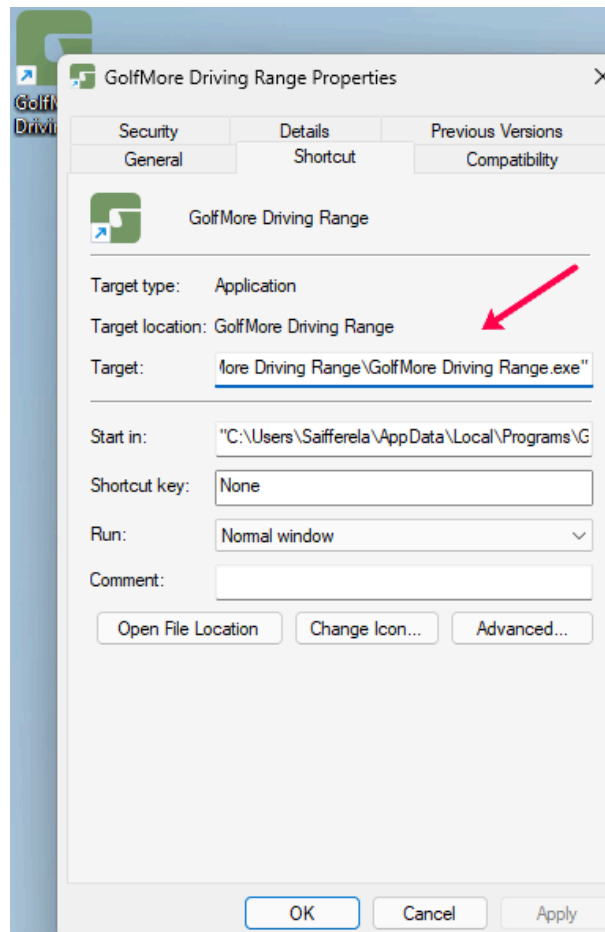 GolfM
Drivi
GolfMore Driving Range Properties
Security Details Previous Versions
General Shortcut Compatibility
GolfMore Driving Range
Target type: Application
Target location: GolfMore Driving Range
Target: More Driving Range\GolfMore Driving Range.exe"
Start in: "C:\Users\Saifferela\AppData\Local\Programs\G
Shortcut key: None
Run: Normal window
Comment:
Open File Location Change Icon... Advanced...
OK Cancel Apply